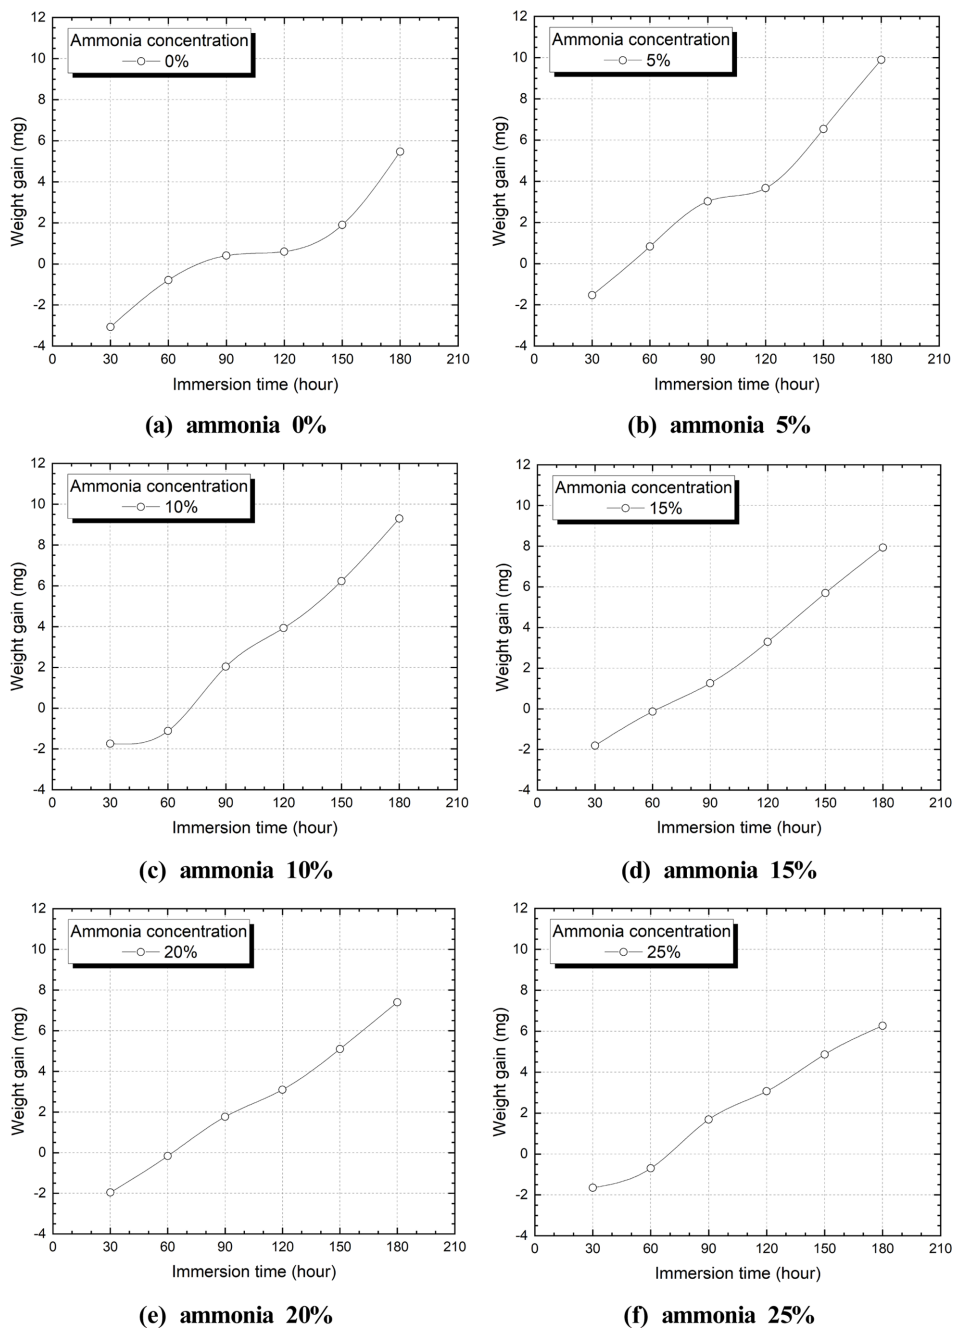 Ammonia concentration
0%
12
10
8
6
4
2
0
-2
-4
Weight gain (mg)
0 30 60 90 120 150 180 210
Immersion time (hour)
(a) ammonia 0%
Ammonia concentration
5%
12
10
8
6
4
2
0
-2
-4
Weight gain (mg)
0 30 60 90 120 150 180 210
Immersion time (hour)
(b) ammonia 5%
Ammonia concentration
10%
12
10
8
6
4
2
0
-2
-4
Weight gain (mg)
0 30 60 90 120 150 180 210
Immersion time (hour)
(c) ammonia 10%
Ammonia concentration
15%
12
10
8
6
4
2
0
-2
-4
Weight gain (mg)
0 30 60 90 120 150 180 210
Immersion time (hour)
(d) ammonia 15%
Ammonia concentration
20%
12
10
8
6
4
2
0
-2
-4
Weight gain (mg)
0 30 60 90 120 150 180 210
Immersion time (hour)
(e) ammonia 20%
Ammonia concentration
25%
12
10
8
6
4
2
0
-2
-4
Weight gain (mg)
0 30 60 90 120 150 180 210
Immersion time (hour)
(f) ammonia 25%